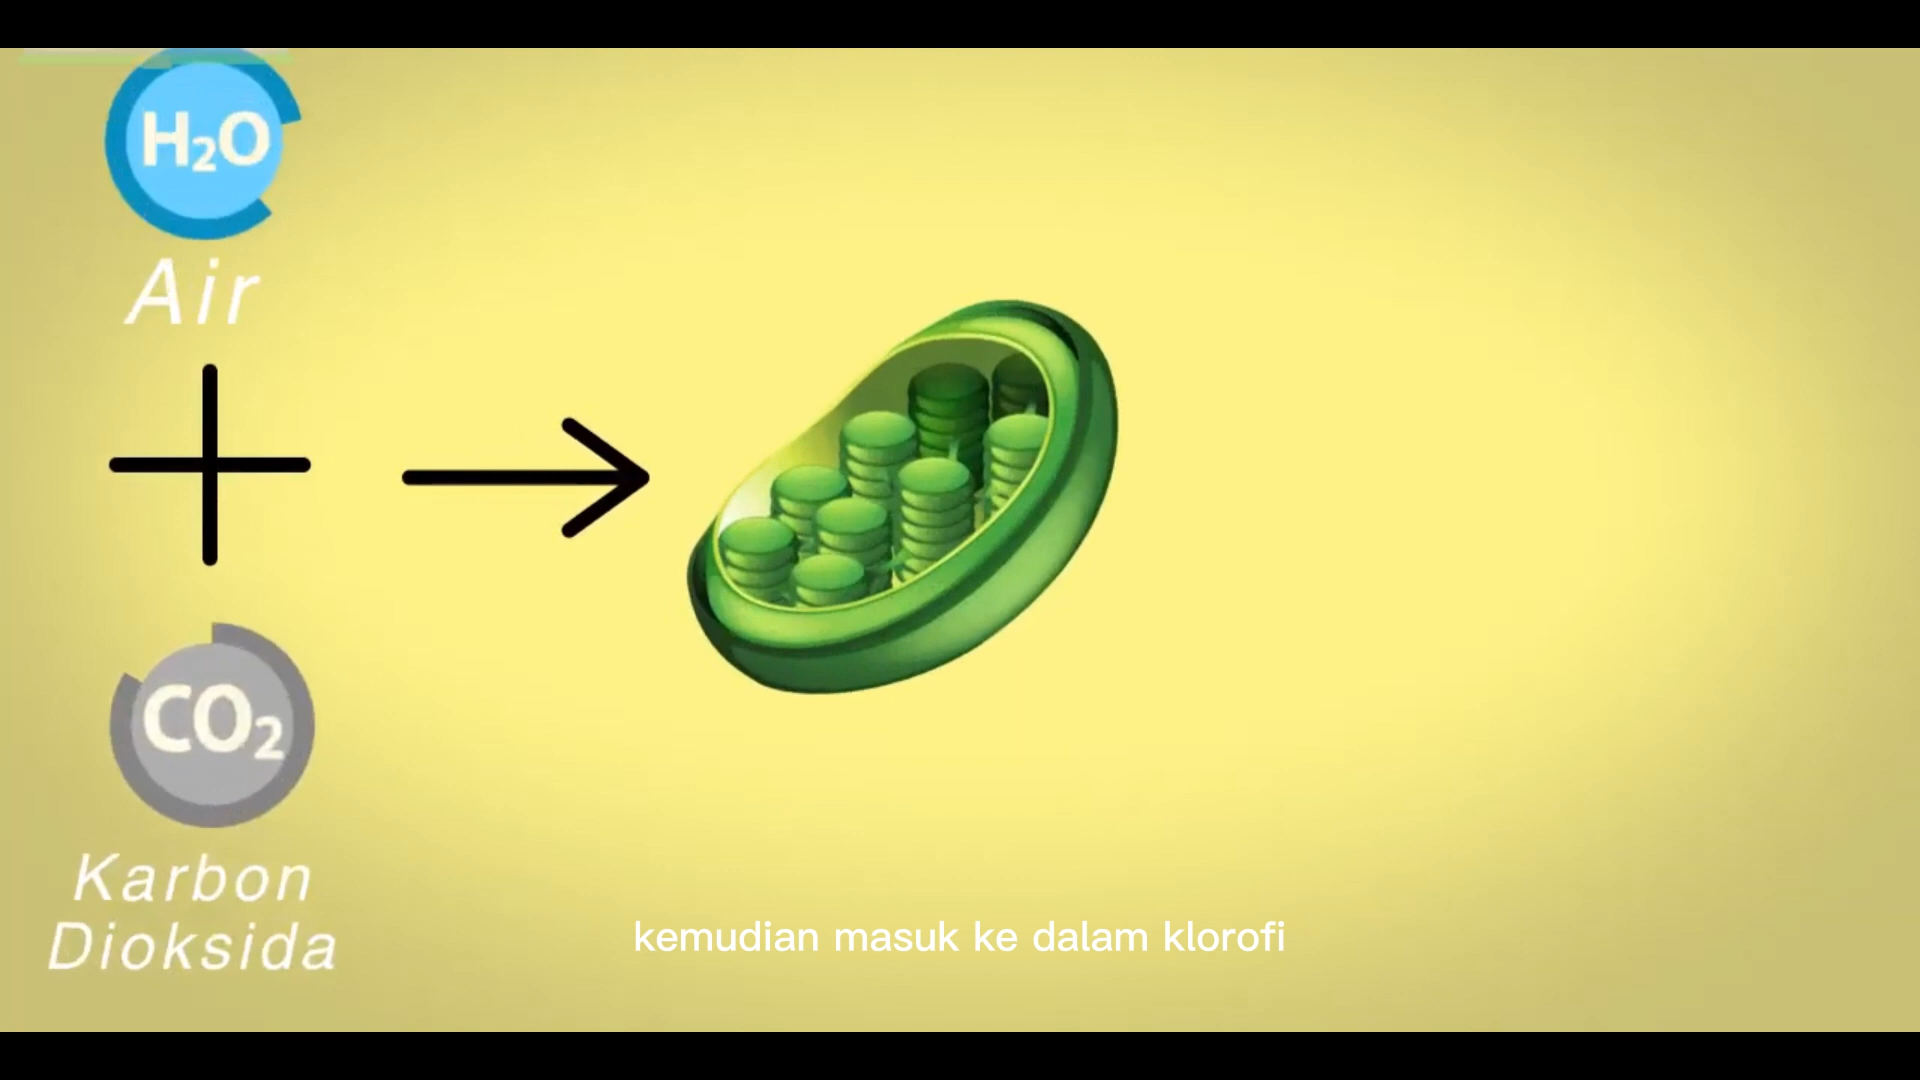 H₂O
Air
CO₂
Karbon
Dioksida
kemudian masuk ke dalam klorofi